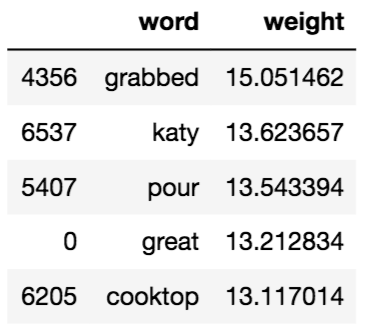 word weight
4356 grabbed 15.051462
6537 katy 13.623657
5407 pour 13.543394
0 great 13.212834
6205 cooktop 13.117014